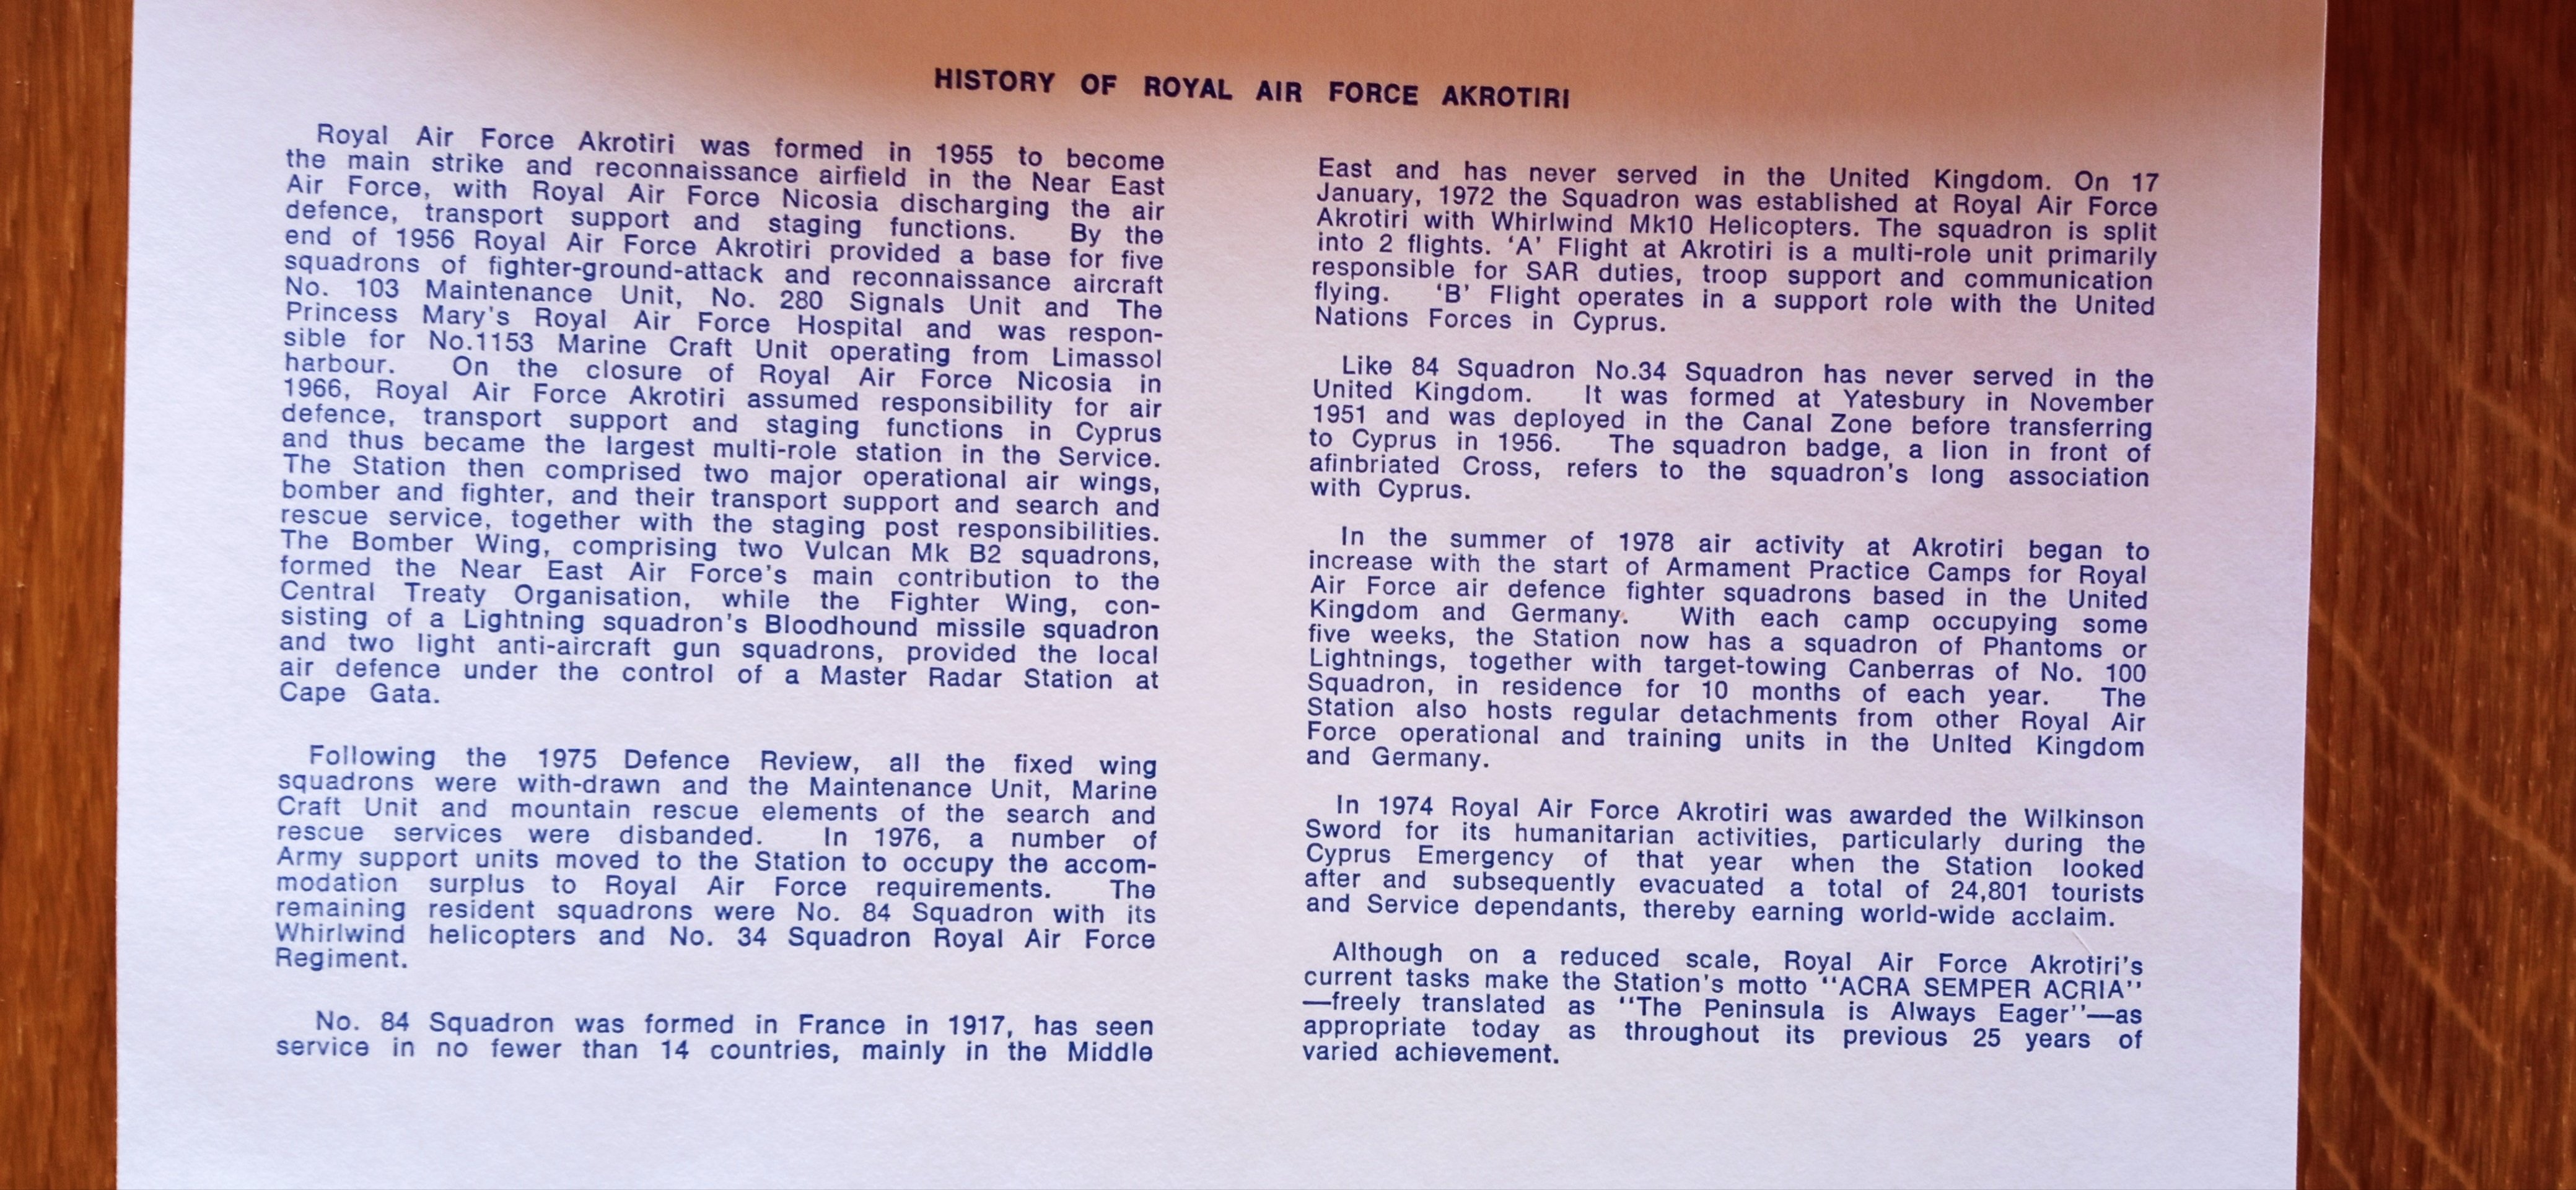 HISTORY OF ROYAL AIR FORCE AKROTIRI
Royal Air Force Akrotiri was formed in 1955 to become
the main strike and reconnaissance airfield in the Near East
Air Force, with Royal Air Force Nicosia discharging the air
defence, transport support and staging functions. By the
end of 1956 Royal Air Force Akrotiri provided a base for five
squadrons of fighter-ground-attack and reconnaissance aircraft
No. 103 Maintenance Unit, No. 280 Signals Unit and The
Princess Mary's Royal Air Force Hospital and was respon-
sible for No.1153 Marine Craft Unit operating from Limassol
harbour. On the closure of Royal Air Force Nicosia in
1966, Royal Air Force Akrotiri assumed responsibility for air
defence, transport support and staging functions in Cyprus
and thus became the largest multi-role station in the Service.
The Station then comprised two major operational air wings,
bomber and fighter, and their transport support and search and
rescue service, together with the staging post responsibilities.
The Bomber Wing, comprising two Vulcan Mk B2 squadrons,
formed the Near East Air Force's main contribution to the
Central Treaty Organisation, while the Fighter Wing, con-
sisting of a Lightning squadron's Bloodhound missile squadron
and two light anti-aircraft gun squadrons, provided the local
air defence under the control of a Master Radar Station at
Cape Gata.
Following the 1975 Defence Review, all the fixed wing
squadrons were with-drawn and the Maintenance Unit, Marine
Craft Unit and mountain rescue elements of the search and
rescue services were disbanded. In 1976, a number of
Army support units moved to the Station to occupy the accom-
modation surplus to Royal Air Force requirements. The
remaining resident squadrons were No. 84 Squadron with its
Whirlwind helicopters and No. 34 Squadron Royal Air Force
Regiment.
No. 84 Squadron was formed in France in 1917, has seen
service in no fewer than 14 countries, mainly in the Middle
East and has never served in the United Kingdom. On 17
January, 1972 the Squadron was established at Royal Air Force
Akrotiri with Whirlwind Mk10 Helicopters. The squadron is split
into 2 flights. 'A' Flight at Akrotiri is a multi-role unit primarily
responsible for SAR duties, troop support and communication
flying. 'B' Flight operates in a support role with the United
Nations Forces in Cyprus.
Like 84 Squadron No.34 Squadron has never served in the
United Kingdom. It was formed at Yatesbury in November
1951 and was deployed in the Canal Zone before transferring
to Cyprus in 1956. The squadron badge, a lion in front of
afinbriated Cross, refers to the squadron's long association
with Cyprus.
In the summer of 1978 air activity at Akrotiri began to
increase with the start of Armament Practice Camps for Royal
Air Force air defence fighter squadrons based in the United
Kingdom and Germany. With each camp occupying some
five weeks, the Station now has a squadron of Phantoms or
Lightnings, together with target-towing Canberras of No. 100
Squadron, in residence for 10 months of each year. The
Station also hosts regular detachments from other Royal Air
Force operational and training units in the United Kingdom
and Germany.
In 1974 Royal Air Force Akrotiri was awarded the Wilkinson
Sword for its humanitarian activities, particularly during the
Cyprus Emergency of that year when the Station looked
after and subsequently evacuated a total of 24,801 tourists
and Service dependants, thereby earning world-wide acclaim.
Although on a reduced scale, Royal Air Force Akrotiri's
current tasks make the Station's motto "ACRA SEMPER ACRIA"
—freely translated as "The Peninsula is Always Eager"—as
appropriate today as throughout its previous 25 years of
varied achievement.